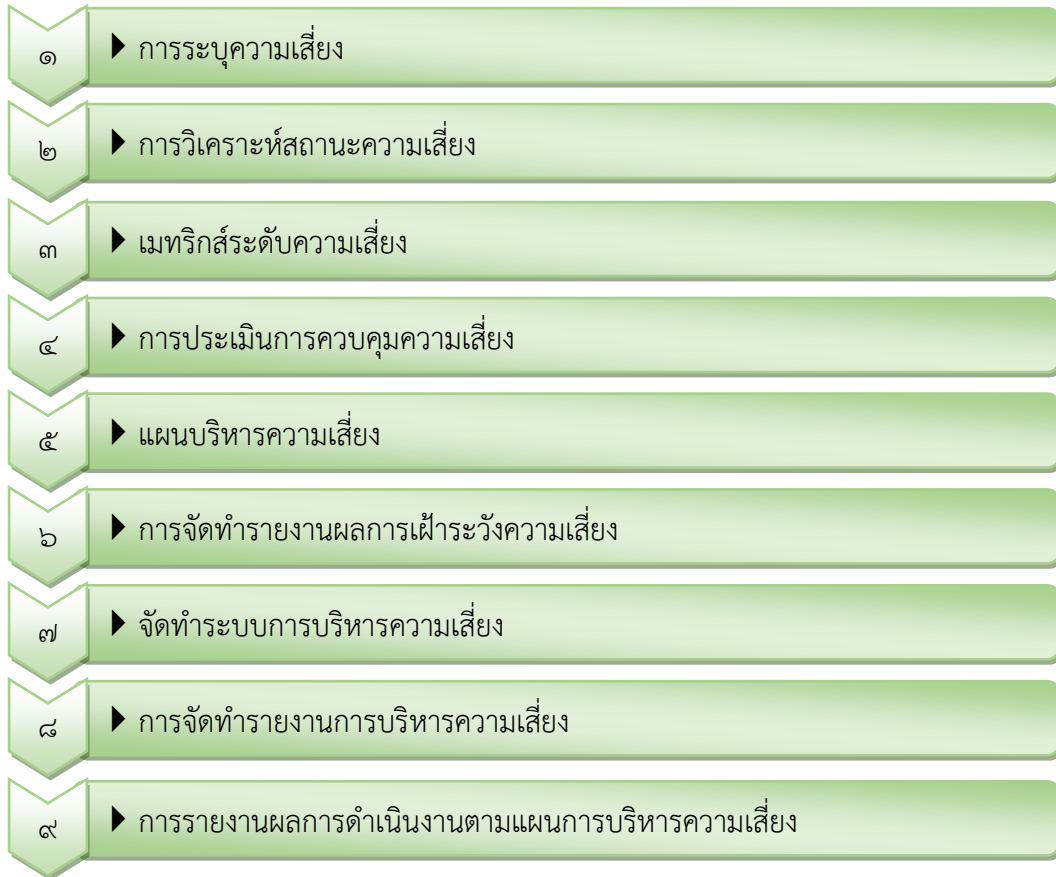 ๑ การระบุความเสี่ยง
๒ การวิเคราะห์สถานะความเสี่ยง
๓ เมทริกส์ระดับความเสี่ยง
๔ การประเมินการควบคุมความเสี่ยง
๕ แผนบริหารความเสี่ยง
๖ การจัดทำรายงานผลการเฝ้าระวังความเสี่ยง
๗ จัดทำระบบการบริหารความเสี่ยง
๘ การจัดทำรายงานการบริหารความเสี่ยง
๙ การรายงานผลการดำเนินงานตามแผนการบริหารความเสี่ยง